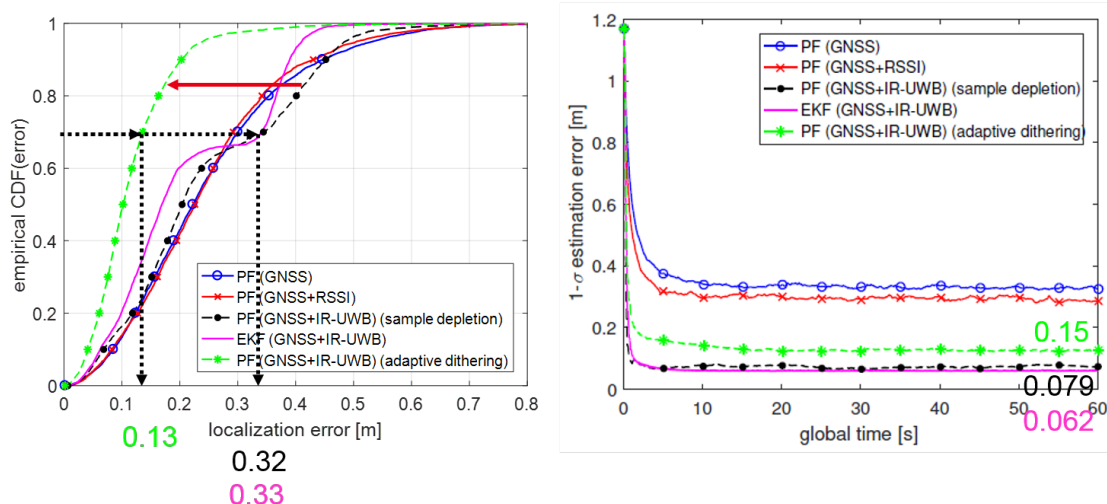 empirical CDF(error)
1
0.8
0.6
0.4
0.2
0
PF (GNSS)
PF (GNSS+RSSI)
PF (GNSS+IR-UWB) (sample depletion)
EKF (GNSS+IR-UWB)
PF (GNSS+IR-UWB) (adaptive dithering)
0 0.1 0.2 0.3 0.4 0.5 0.6 0.7 0.8
localization error [m]
0.13
0.32
0.33
1-σ estimation error [m]
1.2
1
0.8
0.6
0.4
0.2
0
PF (GNSS)
PF (GNSS+RSSI)
PF (GNSS+IR-UWB) (sample depletion)
EKF (GNSS+IR-UWB)
PF (GNSS+IR-UWB) (adaptive dithering)
0.15
0.079
0.062
0 10 20 30 40 50 60
global time [s]